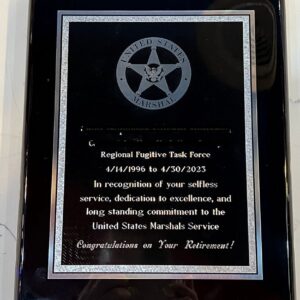 UNITED STATES
MARSHAL
Regional Fugitive Task Force
4/14/1996 to 4/30/2023
In recognition of your selfless
service, dedication to excellence, and
long standing commitment to the
United States Marshals Service
Congratulations on Your Retirement!